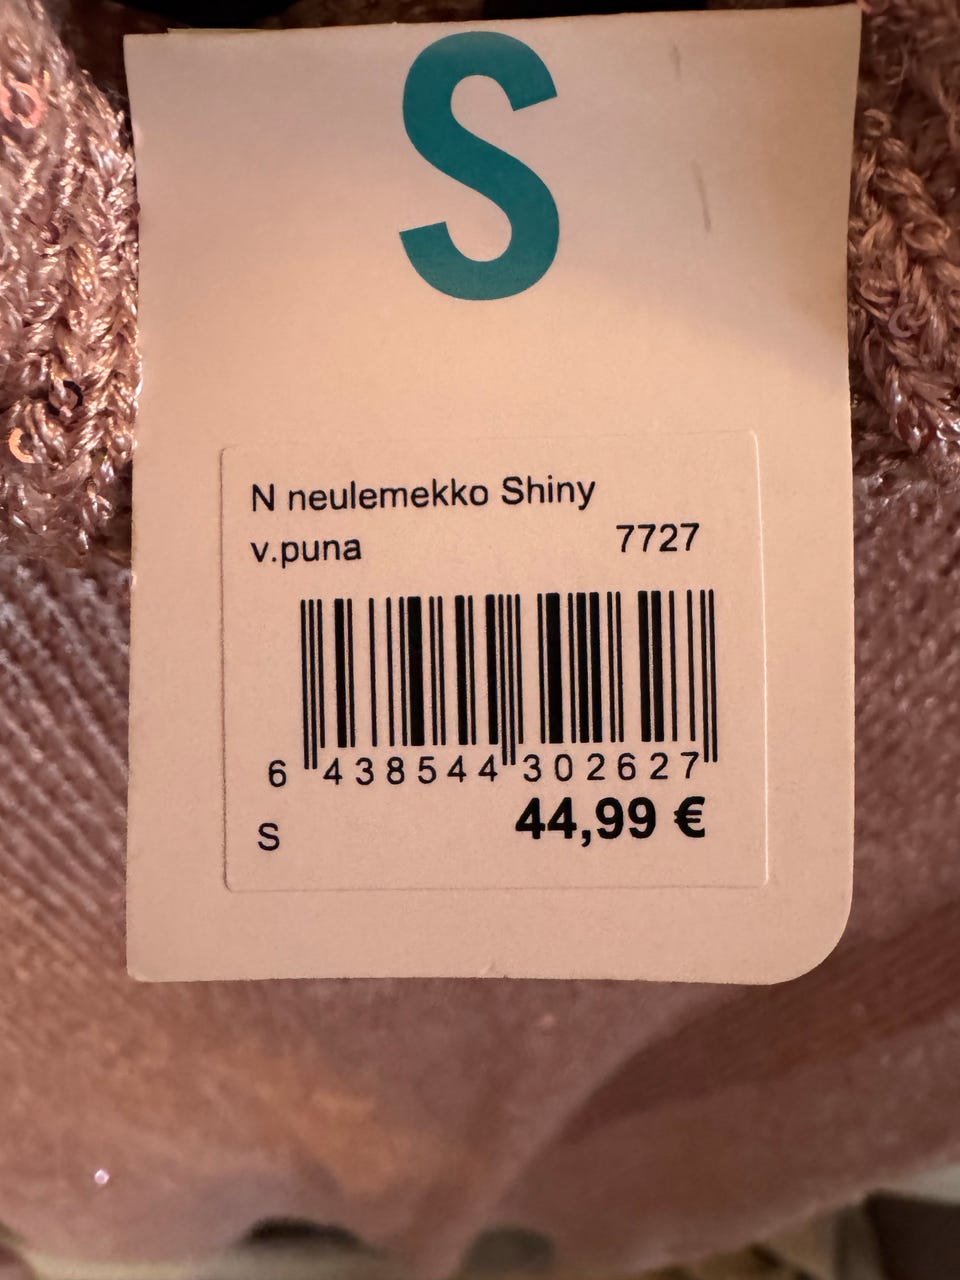 S
N neulemekko Shiny
v.puna 7727
6 438544 302627
S 44,99 €